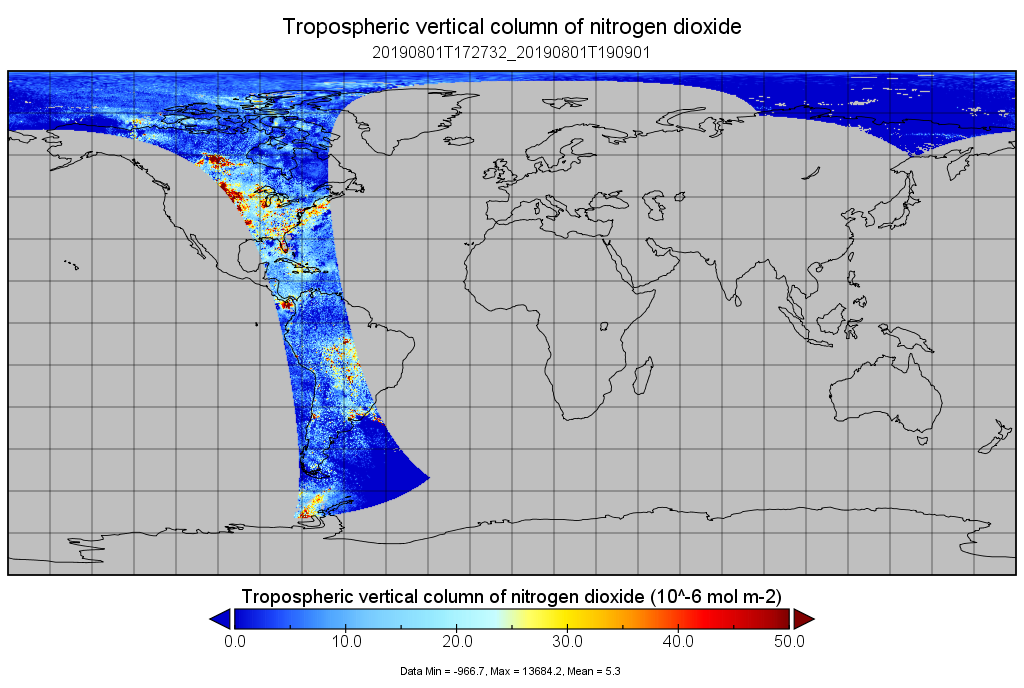 Tropospheric vertical column of nitrogen dioxide
20190801T172732_20190801T190901
Tropospheric vertical column of nitrogen dioxide (10^-6 mol m-2)
0.0 10.0 20.0 30.0 40.0 50.0
Data Min = -966.7, Max = 13684.2, Mean = 5.3